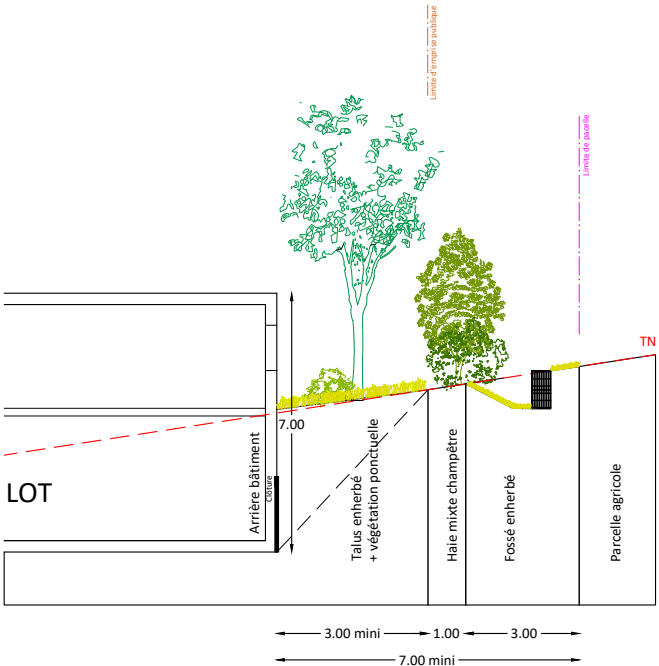 Limite d'emprise publique
Limite de pacelle
TN
7.00
LOT
Arrière bâtiment
Clôture
Talus enherbé
+ végétation ponctuelle
Haie mixte champêtre
Fossé enherbé
Parcelle agricole
3.00 mini
1.00
3.00
7.00 mini